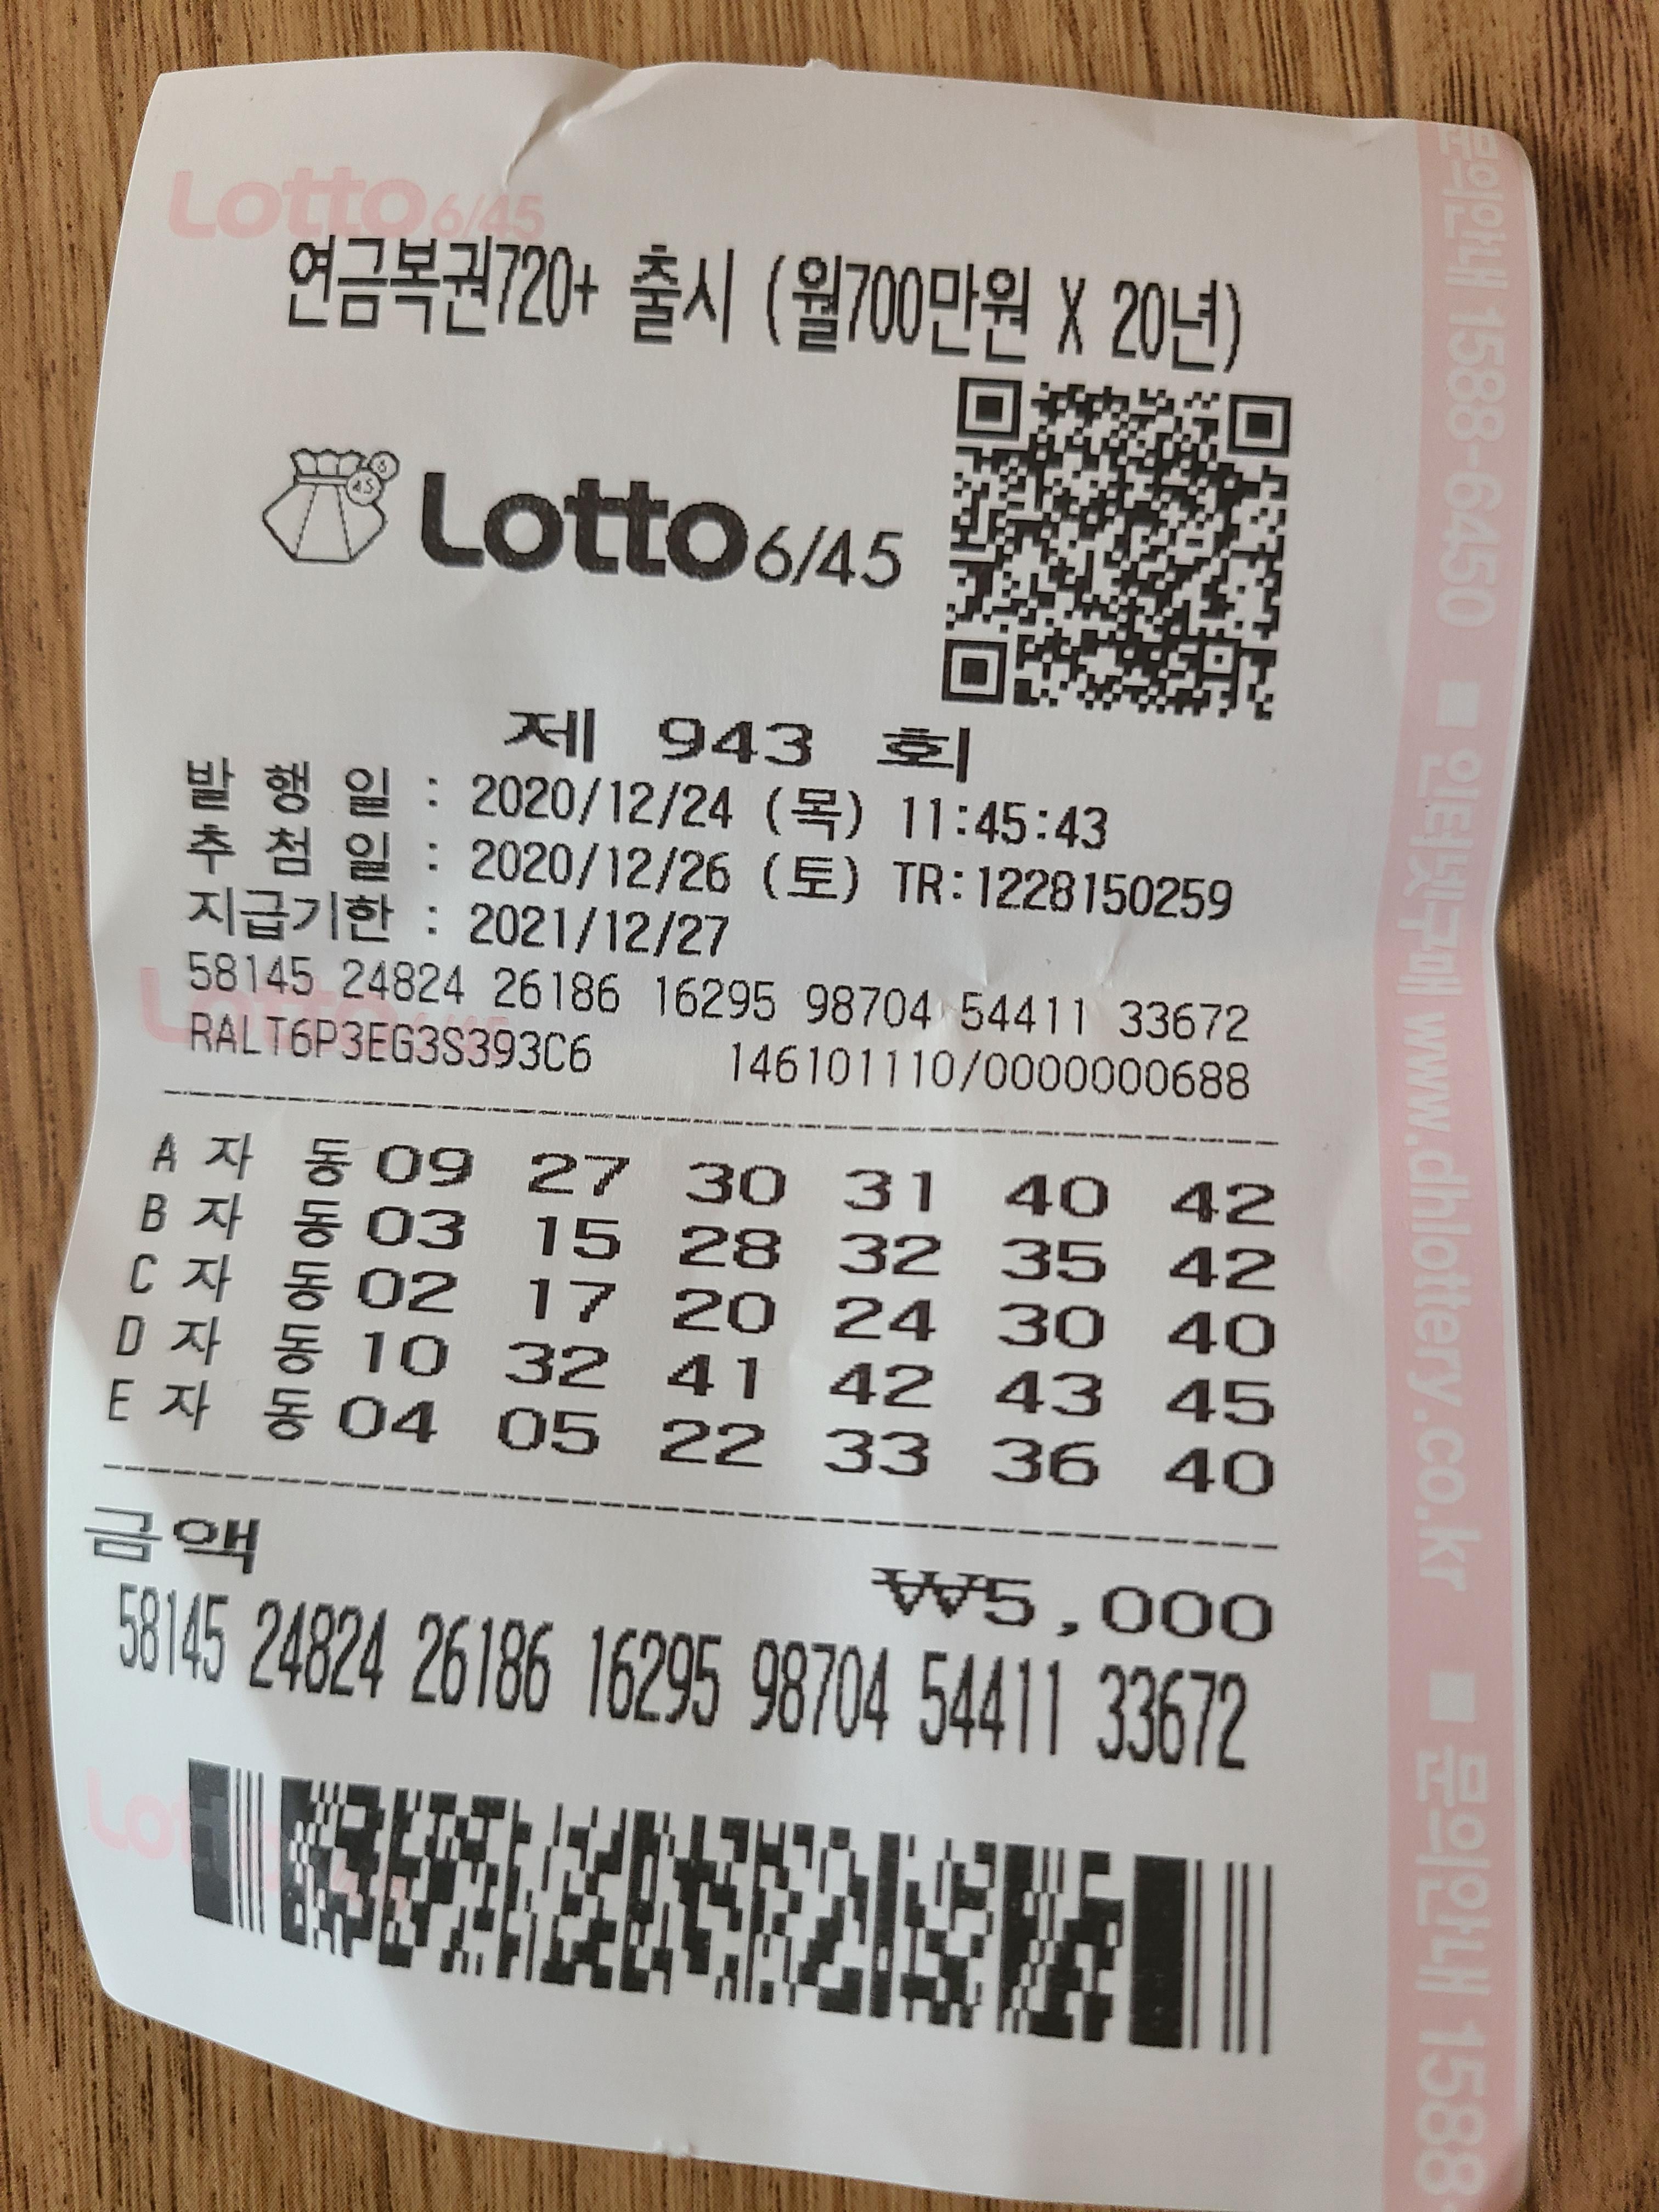 Lotto 6/45
연금복권720+ 출시 (월700만원 X 20년)
Lotto 6/45
제 943 회
발 행 일 : 2020/12/24 (목) 11:45:43
추 첨 일 : 2020/12/26 (토) TR:1228150259
지급기한 : 2021/12/27
58145 24824 26186 16295 98704 54411 33672
RALT6P3EG3S393C6 146101110/0000000688
A 자 동 09 27 30 31 40 42
B 자 동 03 15 28 32 35 42
C 자 동 02 17 20 24 30 40
D 자 동 10 32 41 42 43 45
E 자 동 04 05 22 33 36 40
금액 ₩₩5,000
58145 24824 26186 16295 98704 54411 33672
문의안내 1588-6450 ■ 인터넷구매 www.dhlottery.co.kr ■ 문의안내 1588-